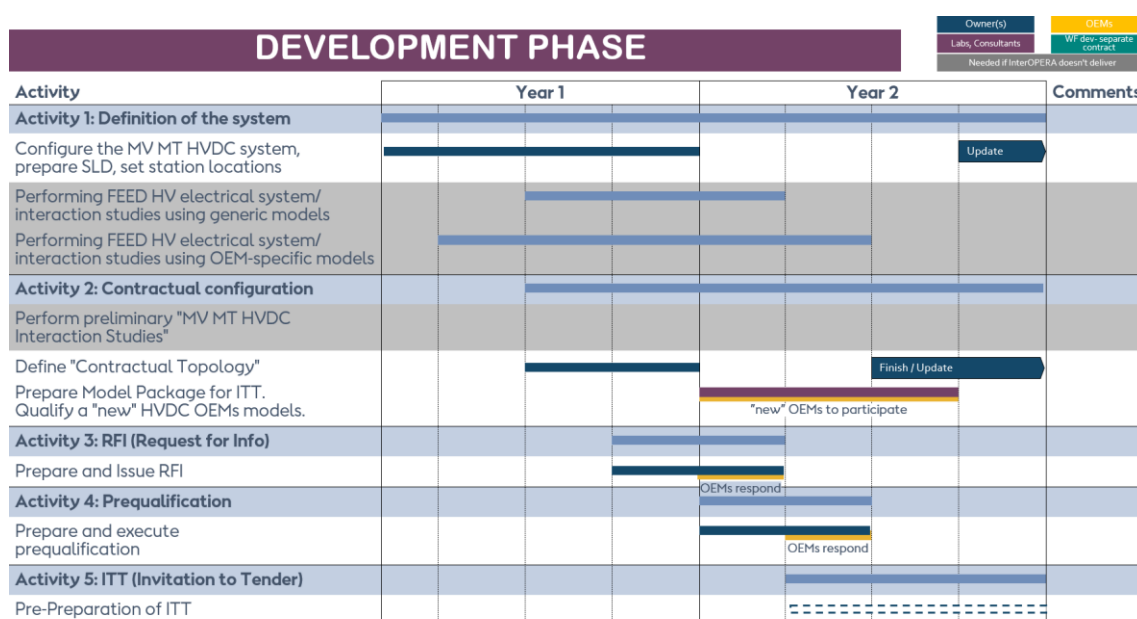 DEVELOPMENT PHASE
Owner(s)
OEMs
Labs, Consultants
WF dev- separate
contract
Needed if InterOPERA doesn't deliver
Activity
Year 1
Year 2
Comments
Activity 1: Definition of the system
Configure the MV MT HVDC system,
prepare SLD, set station locations
Update
Performing FEED HV electrical system/
interaction studies using generic models
Performing FEED HV electrical system/
interaction studies using OEM-specific models
Activity 2: Contractual configuration
Perform preliminary "MV MT HVDC
Interaction Studies"
Define "Contractual Topology"
Finish / Update
Prepare Model Package for ITT.
Qualify a "new" HVDC OEMs models.
"new" OEMs to participate
Activity 3: RFI (Request for Info)
Prepare and Issue RFI
OEMs respond
Activity 4: Prequalification
Prepare and execute
prequalification
OEMs respond
Activity 5: ITT (Invitation to Tender)
Pre-Preparation of ITT